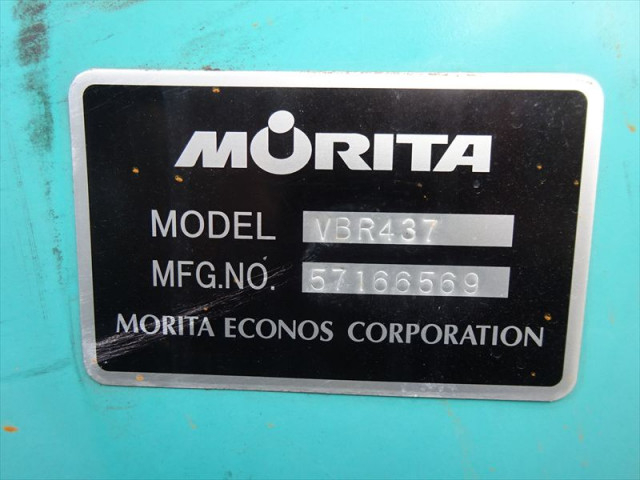 MORITA
MODEL VBR437
MFG.NO. 57166569
MORITA ECONOS CORPORATION